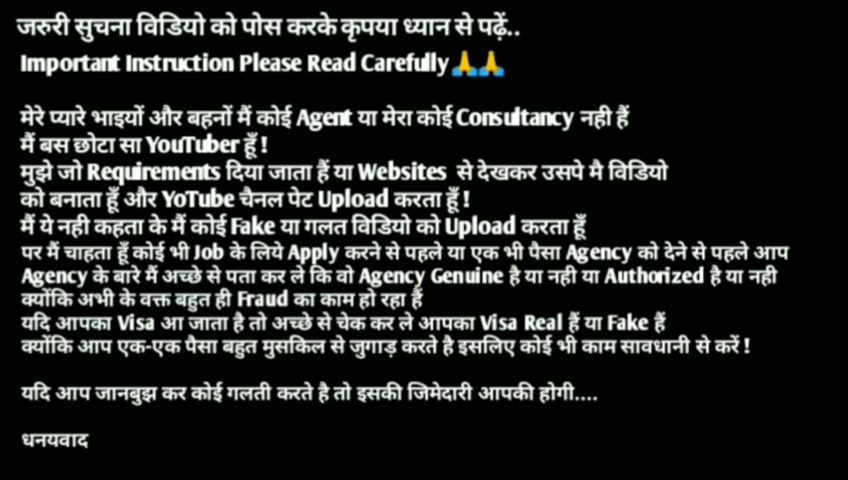 जरुरी सुचना विडियो को पोस करके कृपया ध्यान से पढ़ें..
Important Instruction Please Read Carefully🙏🙏
मेरे प्यारे भाइयों और बहनों मैं कोई Agent या मेरा कोई Consultancy नही हैं
मैं बस छोटा सा YouTuber हूँ !
मुझे जो Requirements दिया जाता हैं या Websites से देखकर उसपे मै विडियो
को बनाता हूँ और YoTube चैनल पेट Upload करता हूँ !
मैं ये नही कहता के मैं कोई Fake या गलत विडियो को Upload करता हूँ
पर मैं चाहता हूँ कोई भी Job के लिये Apply करने से पहले या एक भी पैसा Agency को देने से पहले आप
Agency के बारे मैं अच्छे से पता कर ले कि वो Agency Genuine है या नही या Authorized है या नही
क्योंकि अभी के वक्त बहुत ही Fraud का काम हो रहा हैं
यदि आपका Visa आ जाता है तो अच्छे से चेक कर ले आपका Visa Real हैं या Fake हैं
क्योंकि आप एक-एक पैसा बहुत मुसकिल से जुगाड़ करते है इसलिए कोई भी काम सावधानी से करें !
यदि आप जानबुझ कर कोई गलती करते है तो इसकी जिमेदारी आपकी होगी....
धनयवाद